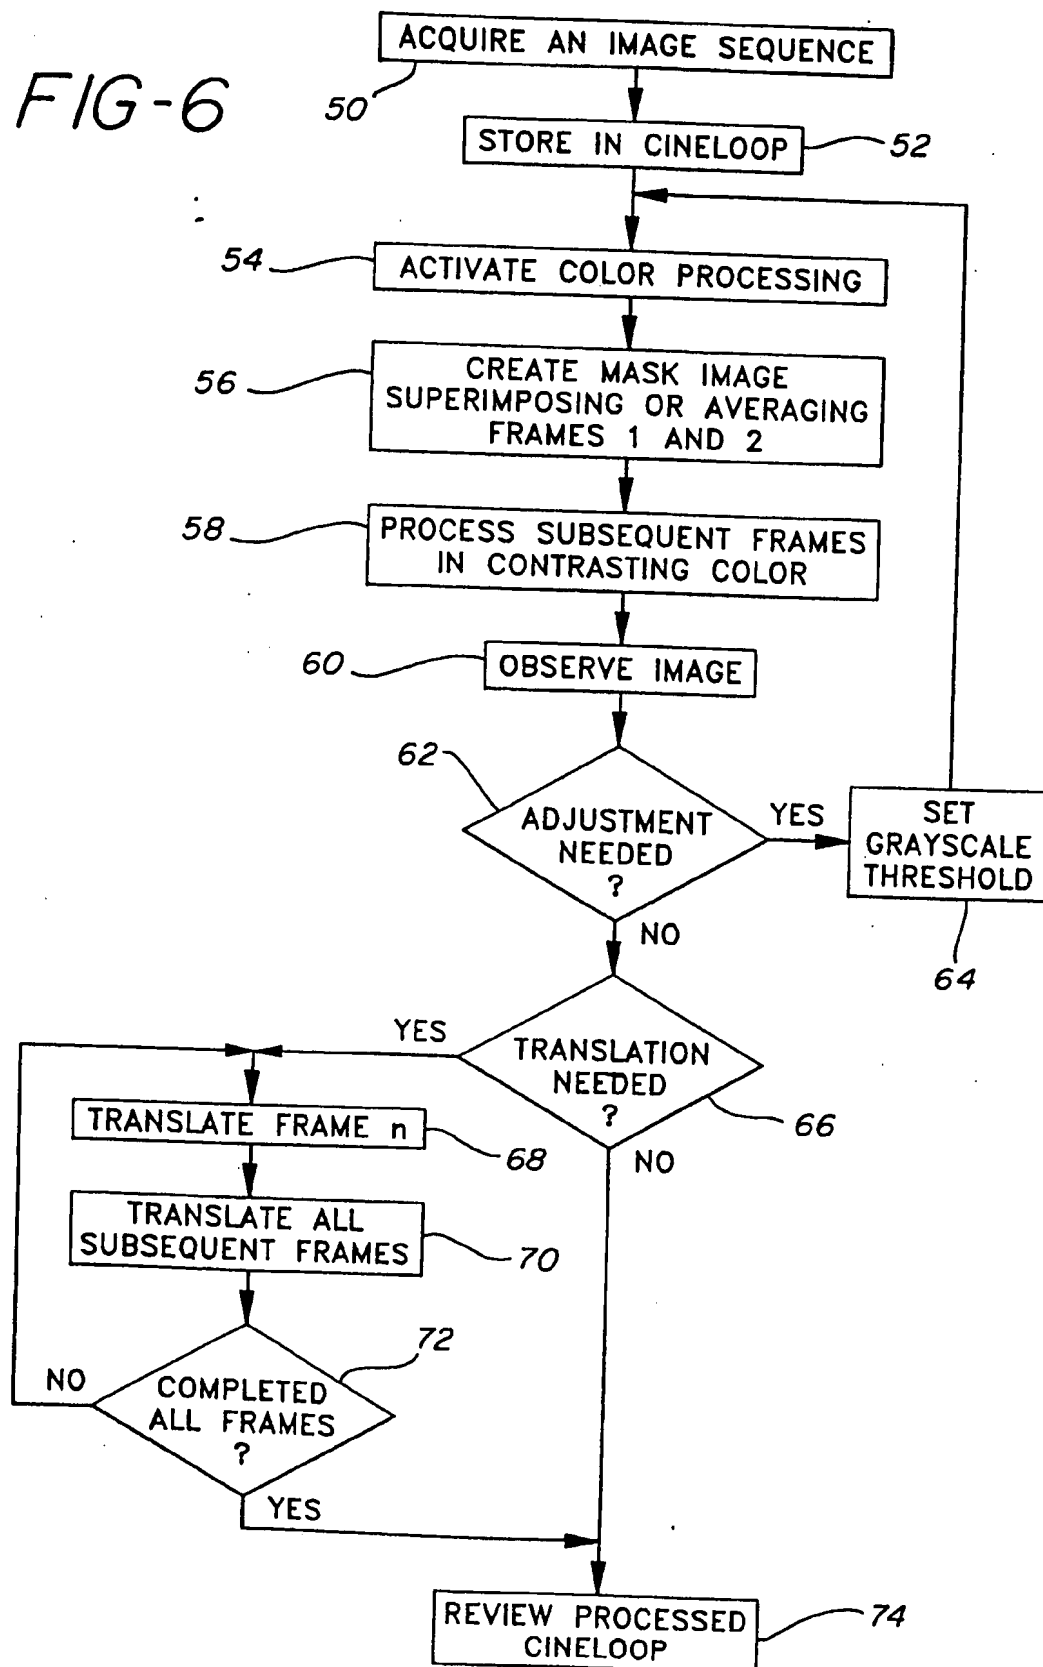 FIG-6
ACQUIRE AN IMAGE SEQUENCE
50
STORE IN CINELOOP
52
54
ACTIVATE COLOR PROCESSING
56
CREATE MASK IMAGE
SUPERIMPOSING OR AVERAGING
FRAMES 1 AND 2
58
PROCESS SUBSEQUENT FRAMES
IN CONTRASTING COLOR
60
OBSERVE IMAGE
62
ADJUSTMENT
NEEDED
?
YES
SET
GRAYSCALE
THRESHOLD
64
NO
YES
TRANSLATION
NEEDED
?
66
NO
TRANSLATE FRAME n
68
TRANSLATE ALL
SUBSEQUENT FRAMES
70
72
NO
COMPLETED
ALL FRAMES
?
YES
REVIEW PROCESSED
CINELOOP
74